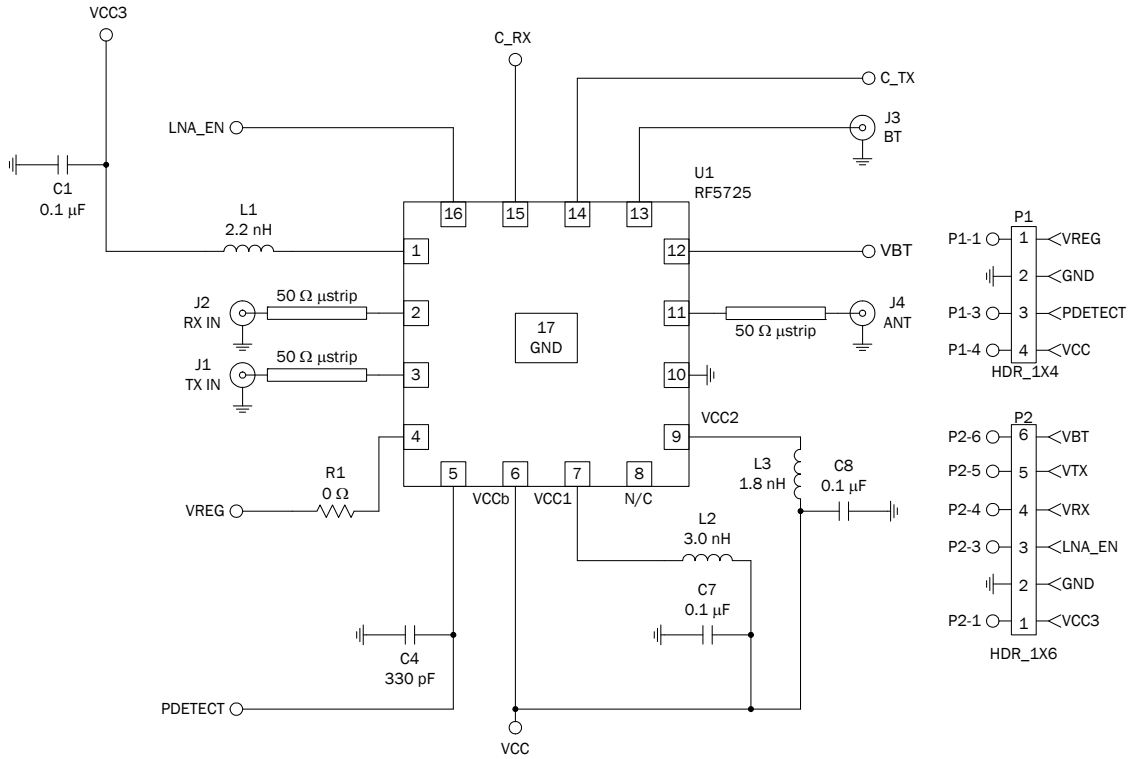 VCC3
C_RX
C_TX
LNA_EN
J3
BT
C1
0.1 µF
U1
RF5725
L1
2.2 nH
16
15
14
13
1
12
VBT
J2
RX IN
50 Ω µstrip
2
11
50 Ω µstrip
J4
ANT
17
GND
J1
TX IN
50 Ω µstrip
3
10
4
9
VCC2
R1
0 Ω
VREG
5
6
7
8
VCCb
VCC1
N/C
L3
1.8 nH
C8
0.1 µF
L2
3.0 nH
C7
0.1 µF
C4
330 pF
PDETECT
VCC
P1
P1-1
1
VREG
2
GND
P1-3
3
PDETECT
P1-4
4
VCC
HDR_1X4
P2
P2-6
6
VBT
P2-5
5
VTX
P2-4
4
VRX
P2-3
3
LNA_EN
2
GND
P2-1
1
VCC3
HDR_1X6